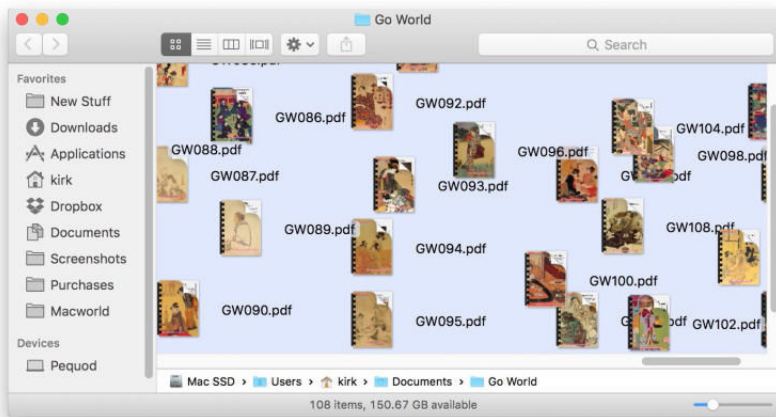 Go World
Search
Favorites
New Stuff
Downloads
Applications
kirk
Dropbox
Documents
Screenshots
Purchases
Macworld
Devices
Pequod
GW086.pdf
GW092.pdf
GW104.pdf
GW088.pdf
GW096.pdf
GW098.pdf
GW087.pdf
GW093.pdf
GW089.pdf
GW108.pdf
GW094.pdf
GW100.pdf
GW090.pdf
GW095.pdf
GW102.pdf
Mac SSD › Users › kirk › Documents › Go World
108 items, 150.67 GB available